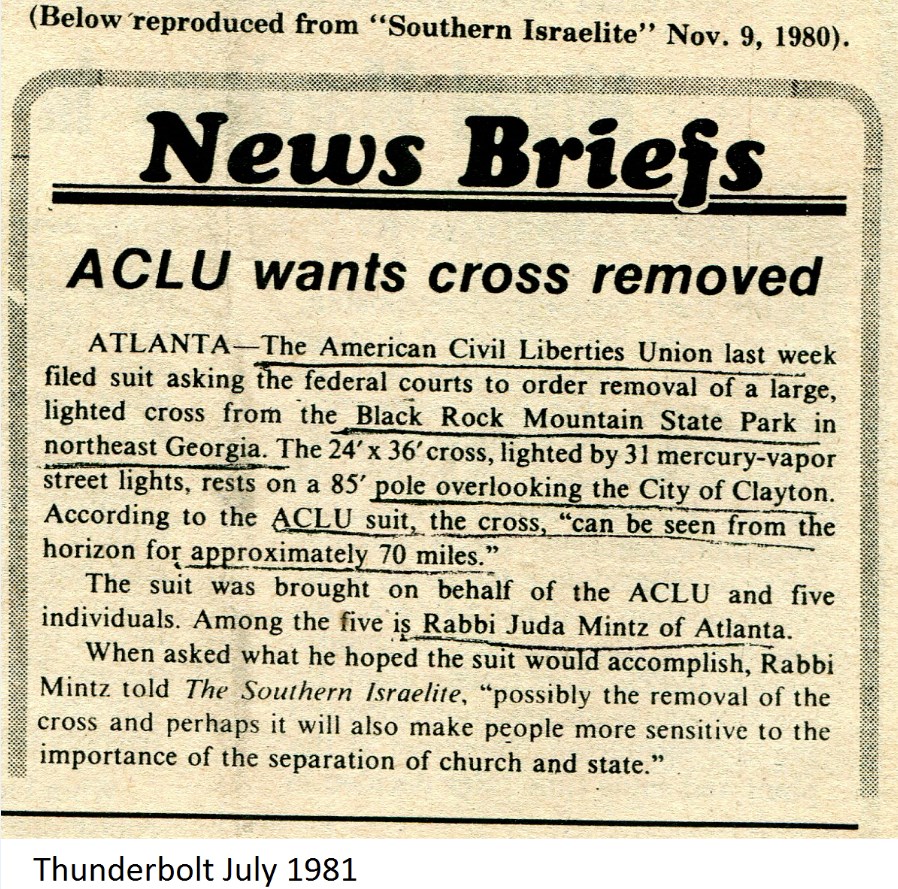 (Below reproduced from “Southern Israelite” Nov. 9, 1980).
News Briefs
ACLU wants cross removed
ATLANTA—The American Civil Liberties Union last week
filed suit asking the federal courts to order removal of a large,
lighted cross from the Black Rock Mountain State Park in
northeast Georgia. The 24′ x 36′ cross, lighted by 31 mercury-vapor
street lights, rests on a 85′ pole overlooking the City of Clayton.
According to the ACLU suit, the cross, “can be seen from the
horizon for approximately 70 miles.”
The suit was brought on behalf of the ACLU and five
individuals. Among the five is Rabbi Juda Mintz of Atlanta.
When asked what he hoped the suit would accomplish, Rabbi
Mintz told The Southern Israelite, “possibly the removal of the
cross and perhaps it will also make people more sensitive to the
importance of the separation of church and state.”
Thunderbolt July 1981